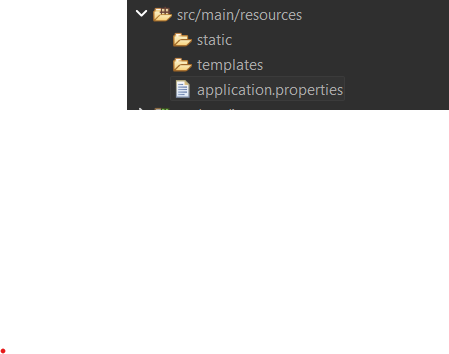 src/main/resources
static
templates
application.properties